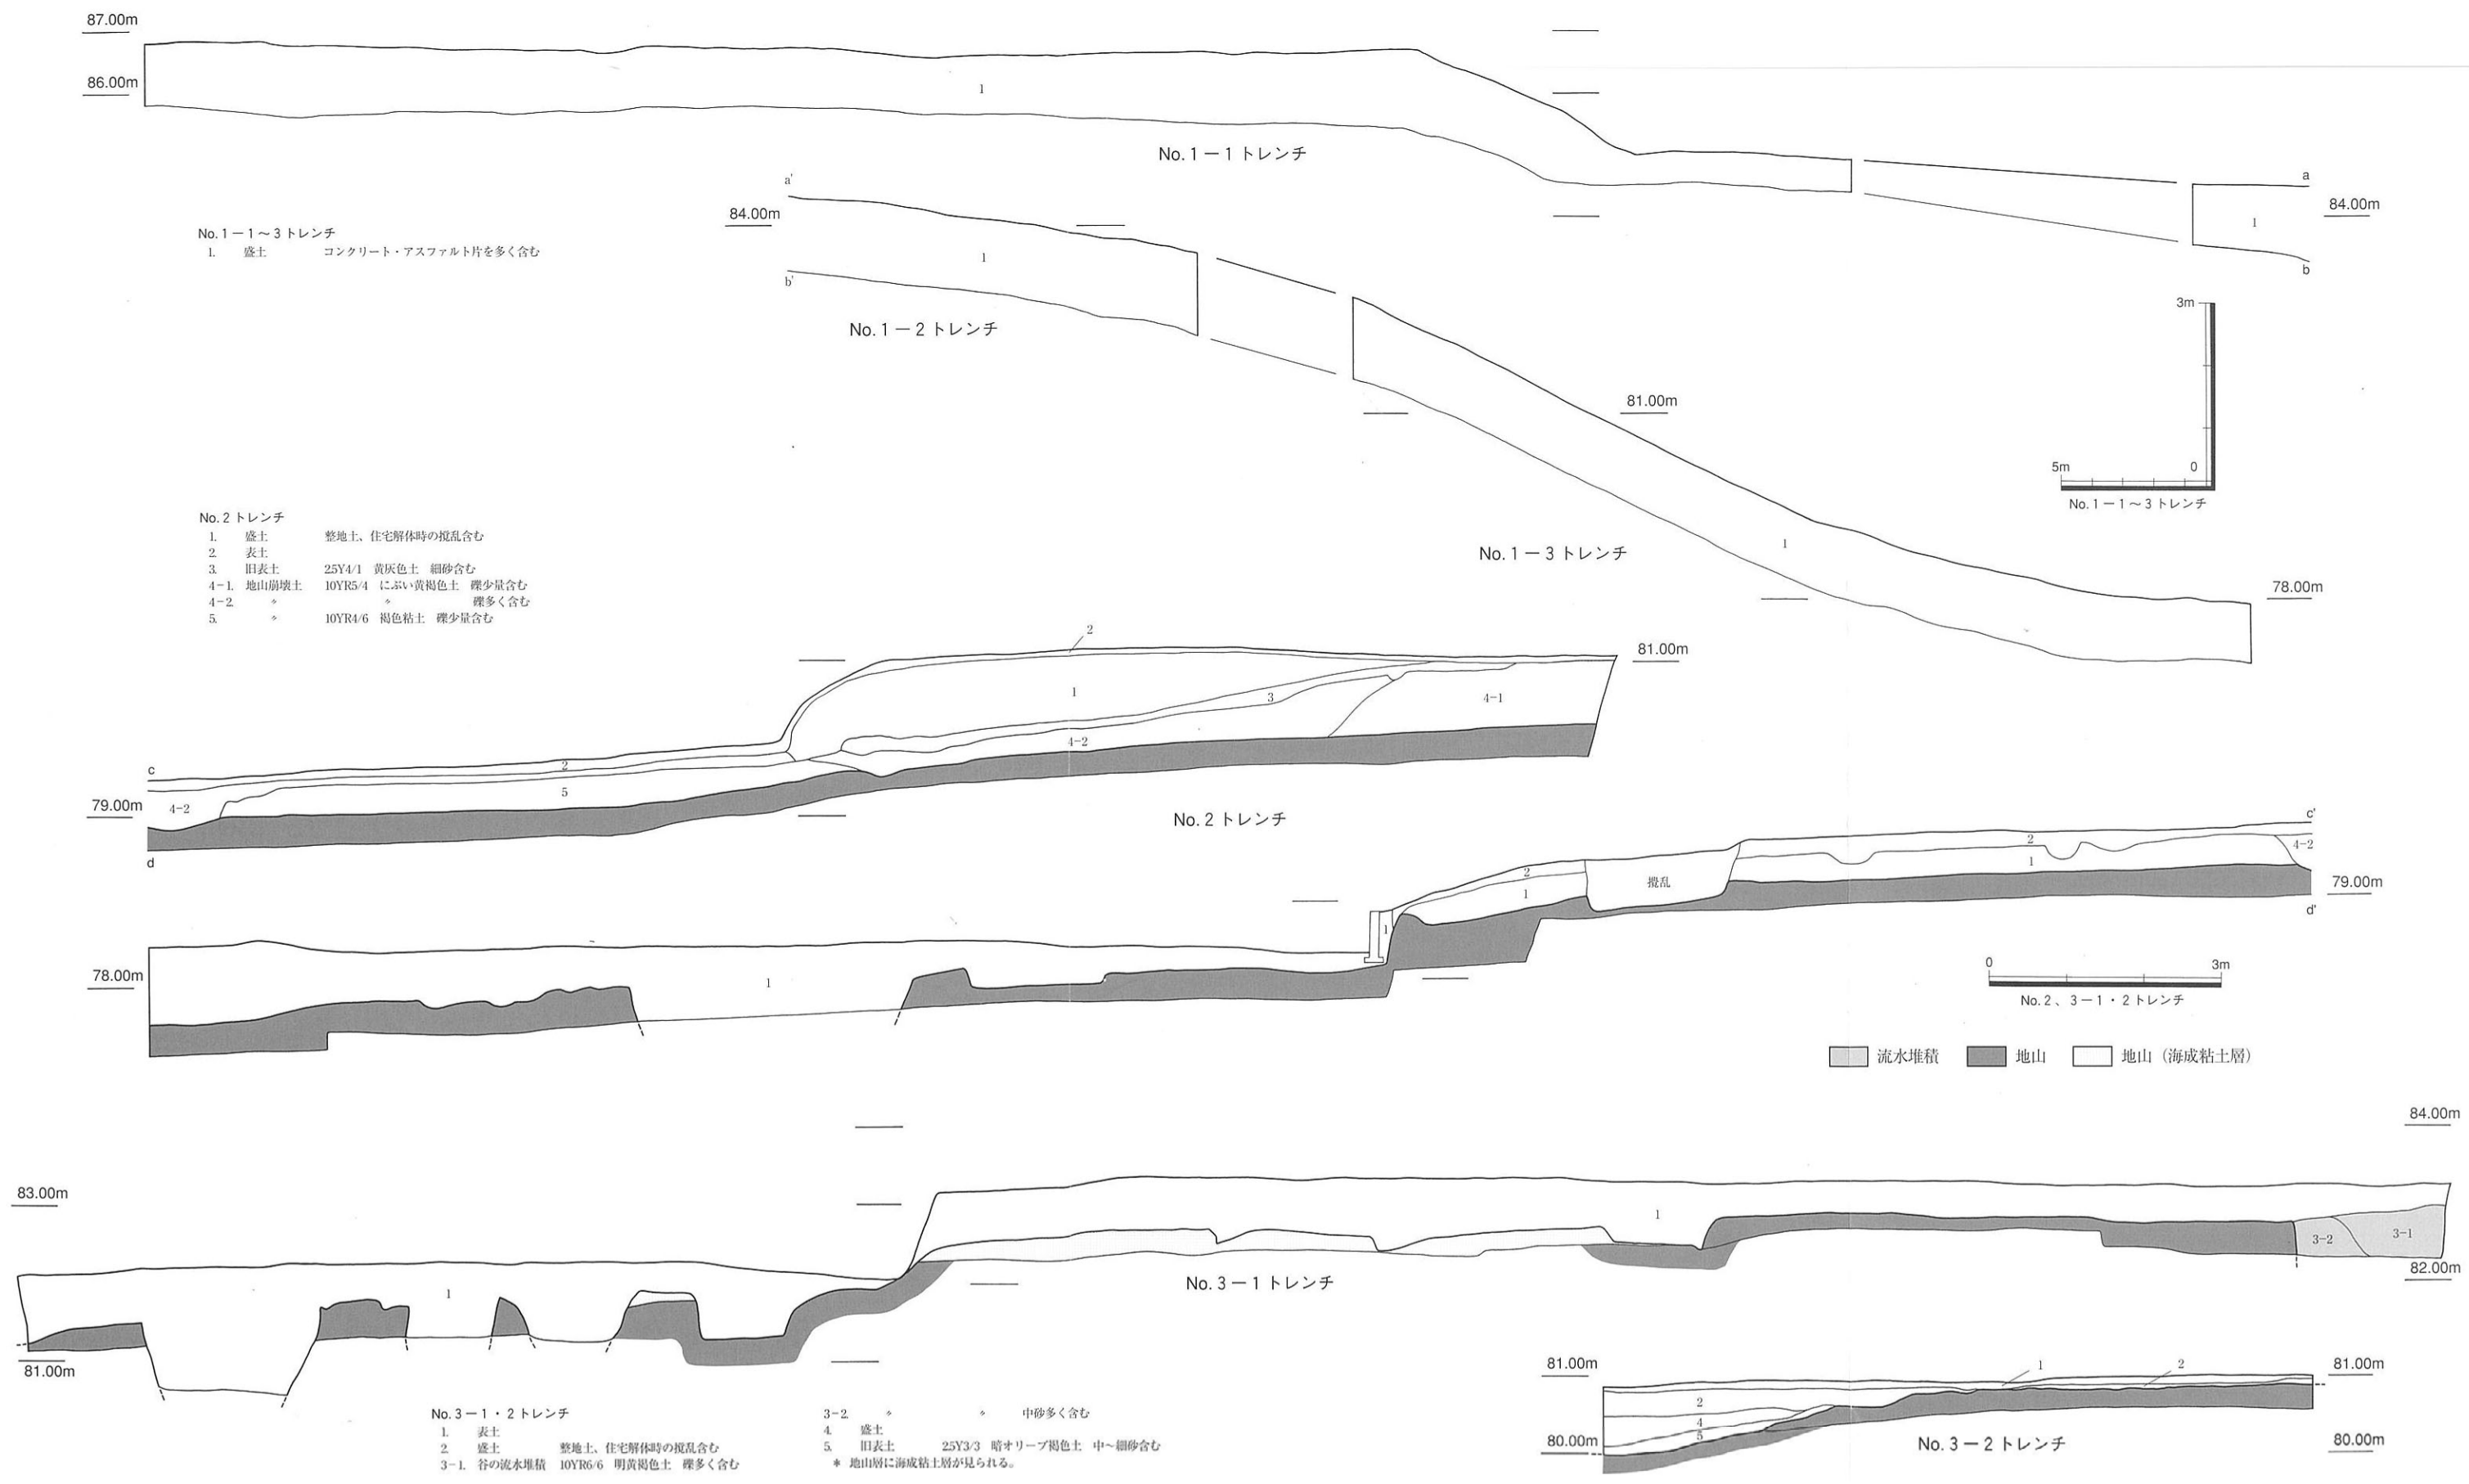 87.00m
86.00m
1
No. 1 ー 1 トレンチ
a
84.00m
1
b
a'
84.00m
1
b'
No. 1 ー 2 トレンチ
No. 1 ー 1 ～ 3 トレンチ
1. 盛土 コンクリート・アスファルト片を多く含む
3m
5m 0
No. 1 ー 1 ～ 3 トレンチ
81.00m
No. 1 ー 3 トレンチ
1
78.00m
No. 2 トレンチ
1. 盛土 整地土、住宅解体時の撹乱含む
2. 表土
3. 旧表土 2.5Y4/1 黄灰色土 細砂含む
4-1. 地山崩壊土 10YR5/4 にぶい黄褐色土 礫少量含む
4-2. 〃 〃 礫多く含む
5. 〃 10YR4/6 褐色粘土 礫少量含む
2
81.00m
1
3
4-1
4-2
c
2
5
79.00m
4-2
d
No. 2 トレンチ
c'
2
4-2
1
79.00m
d'
2
1
撹乱
1
78.00m
1
0 3m
No. 2 、3 ー 1 ・ 2 トレンチ
流水堆積 地山 地山（海成粘土層）
84.00m
83.00m
1
3-2
3-1
82.00m
No. 3 ー 1 トレンチ
1
81.00m
No. 3 ー 1 ・ 2 トレンチ
1. 表土
2. 盛土 整地土、住宅解体時の撹乱含む
3-1. 谷の流水堆積 10YR6/6 明黄褐色土 礫多く含む
3-2. 〃 〃 中砂多く含む
4. 盛土
5. 旧表土 2.5Y3/3 暗オリーブ褐色土 中～細砂含む
＊ 地山層に海成粘土層が見られる。
81.00m
1
2
81.00m
2
4
5
80.00m
No. 3 ー 2 トレンチ
80.00m